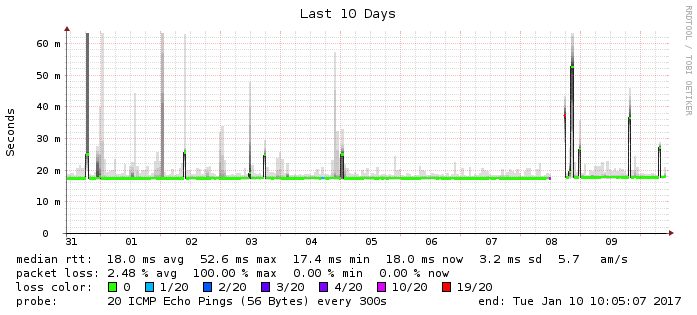 Last 10 Days
RRDTOOL / TOBI OETIKER
Seconds
60 m
50 m
40 m
30 m
20 m
10 m
0
31 01 02 03 04 05 06 07 08 09
median rtt: 18.0 ms avg 52.6 ms max 17.4 ms min 18.0 ms now 3.2 ms sd 5.7 am/s
packet loss: 2.48 % avg 100.00 % max 0.00 % min 0.00 % now
loss color: 0 1/20 2/20 3/20 4/20 10/20 19/20
probe: 20 ICMP Echo Pings (56 Bytes) every 300s end: Tue Jan 10 10:05:07 2017